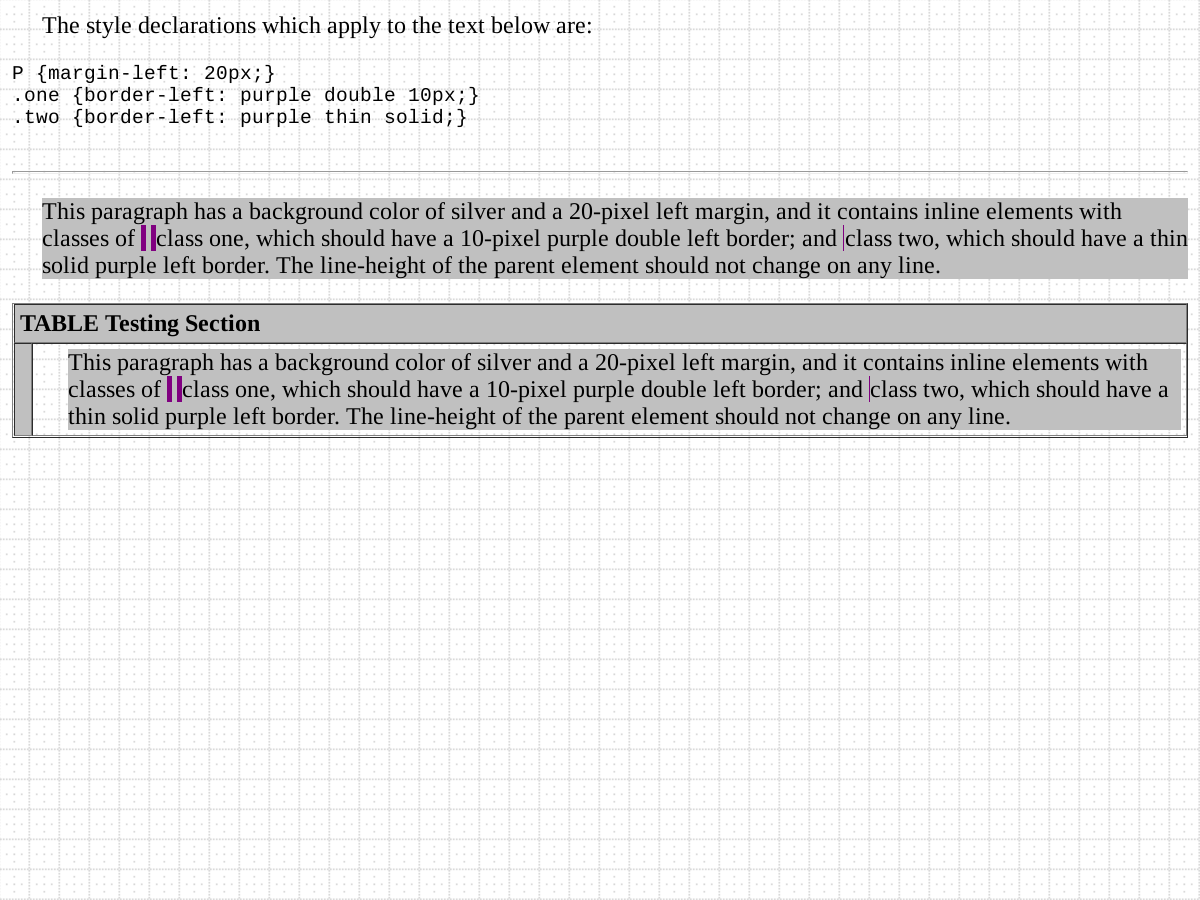 The style declarations which apply to the text below are:
P {margin-left: 20px;}
.one {border-left: purple double 10px;}
.two {border-left: purple thin solid;}
This paragraph has a background color of silver and a 20-pixel left margin, and it contains inline elements with
classes of class one, which should have a 10-pixel purple double left border; and class two, which should have a thin
solid purple left border. The line-height of the parent element should not change on any line.
TABLE Testing Section
This paragraph has a background color of silver and a 20-pixel left margin, and it contains inline elements with
classes of class one, which should have a 10-pixel purple double left border; and class two, which should have a
thin solid purple left border. The line-height of the parent element should not change on any line.